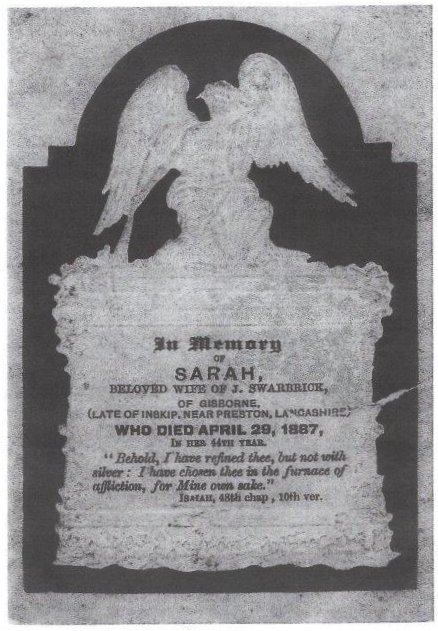 In Memory
OF
SARAH,
BELOVED WIFE OF J. SWARBRICK,
OF GISBORNE,
(LATE OF INSKIP, NEAR PRESTON, LANCASHIRE)
WHO DIED APRIL 29, 1887,
IN HER 44TH YEAR.
"Behold, I have refined thee, but not with
silver: I have chosen thee in the furnace of
affliction, for Mine own sake."
ISAIAH, 48th chap, 10th ver.